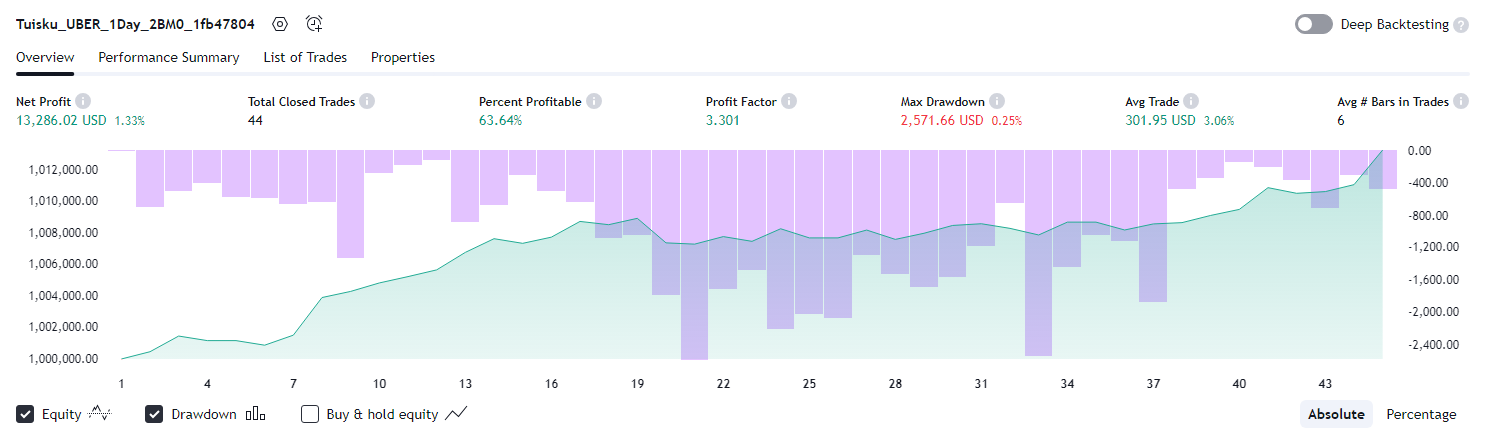 Tuisku_UBER_1Day_2BM0_1fb47804 Deep Backtesting ?
Overview Performance Summary List of Trades Properties
Net Profit i Total Closed Trades i Percent Profitable i Profit Factor i Max Drawdown i Avg Trade i Avg # Bars in Trades i
13,286.02 USD 1.33% 44 63.64% 3.301 2,571.66 USD 0.25% 301.95 USD 3.06% 6
0.00
1,012,000.00
-400.00
1,010,000.00
-800.00
1,008,000.00
-1,200.00
1,006,000.00
-1,600.00
1,004,000.00
-2,000.00
1,002,000.00
-2,400.00
1,000,000.00
1 4 7 10 13 16 19 22 25 28 31 34 37 40 43
Equity Drawdown Buy & hold equity Absolute Percentage